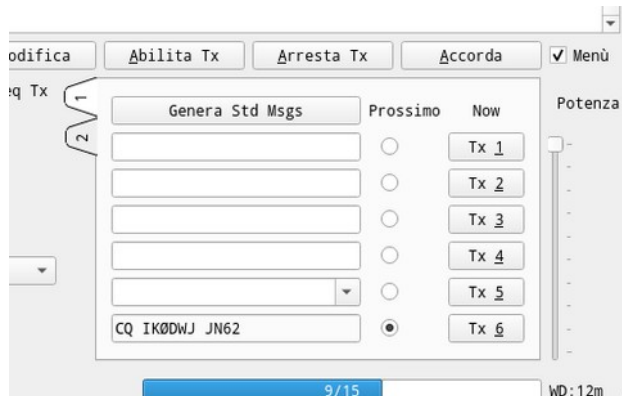 odifica Abilita Tx Arresta Tx Accorda Menù
eq Tx 1 Genera Std Msgs Prossimo Now Potenza
2
Tx 1
Tx 2
Tx 3
Tx 4
Tx 5
CQ IKØDWJ JN62 Tx 6
9/15 WD:12m